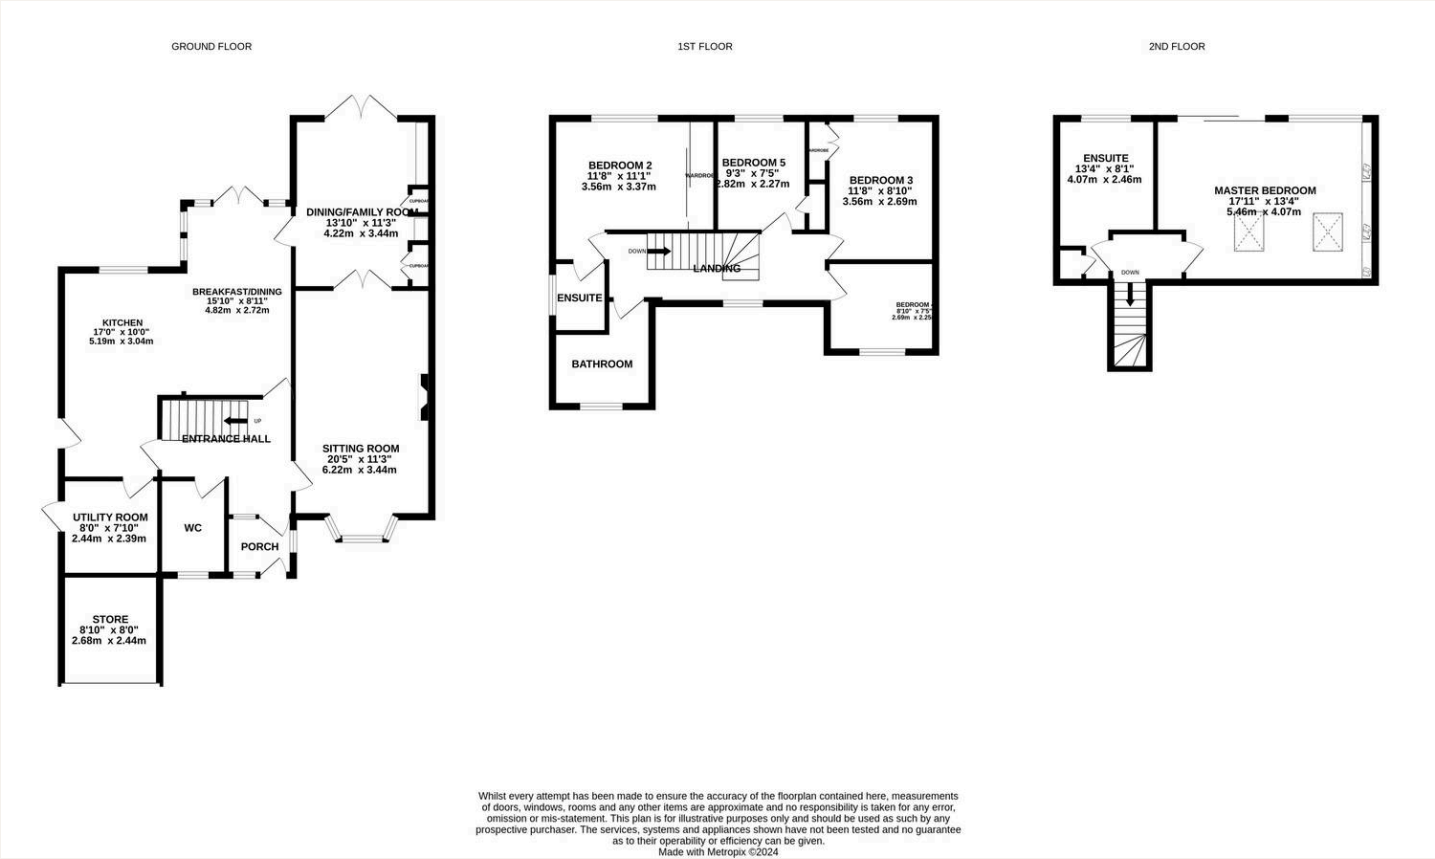 GROUND FLOOR
1ST FLOOR
2ND FLOOR
DINING/FAMILY ROOM
13'10" x 11'3"
4.22m x 3.44m
CUPBOARD
CUPBOARD
BREAKFAST/DINING
15'10" x 8'11"
4.82m x 2.72m
KITCHEN
17'0" x 10'0"
5.19m x 3.04m
UP
ENTRANCE HALL
SITTING ROOM
20'5" x 11'3"
6.22m x 3.44m
UTILITY ROOM
8'0" x 7'10"
2.44m x 2.39m
WC
PORCH
STORE
8'10" x 8'0"
2.68m x 2.44m
BEDROOM 2
11'8" x 11'1"
3.56m x 3.37m
WARDROBE
BEDROOM 5
9'3" x 7'5"
2.82m x 2.27m
BEDROOM 3
11'8" x 8'10"
3.56m x 2.69m
DOWN
LANDING
ENSUITE
BATHROOM
BEDROOM
8'10" x 7'5"
2.69m x 2.25
ENSUITE
13'4" x 8'1"
4.07m x 2.46m
MASTER BEDROOM
17'11" x 13'4"
5.46m x 4.07m
DOWN
Whilst every attempt has been made to ensure the accuracy of the floorplan contained here, measurements
of doors, windows, rooms and any other items are approximate and no responsibility is taken for any error,
omission or mis-statement. This plan is for illustrative purposes only and should be used as such by any
prospective purchaser. The services, systems and appliances shown have not been tested and no guarantee
as to their operability or efficiency can be given.
Made with Metropix ©2024